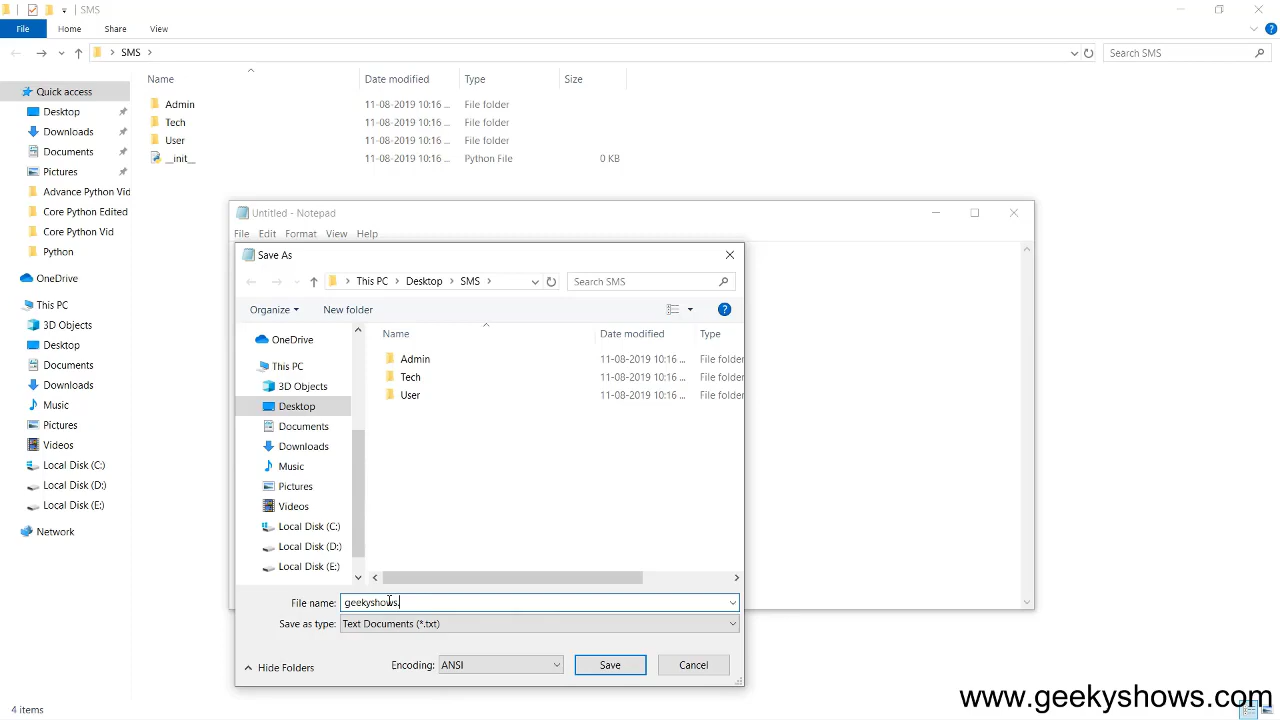 SMS
File Home Share View
SMS
Search SMS
Name Date modified Type Size
Admin 11-08-2019 10:16 ... File folder
Tech 11-08-2019 10:16 ... File folder
User 11-08-2019 10:16 ... File folder
__init__ 11-08-2019 10:16 ... Python File 0 KB
Quick access
Desktop
Downloads
Documents
Pictures
Advance Python Vid
Core Python Edited
Core Python Vid
Python
OneDrive
This PC
3D Objects
Desktop
Documents
Downloads
Music
Pictures
Videos
Local Disk (C:)
Local Disk (D:)
Local Disk (E:)
Network
4 items
Untitled - Notepad
File Edit Format View Help
Save As
This PC > Desktop > SMS >
Search SMS
Organize New folder
Name Date modified Type
Admin 11-08-2019 10:16 ... File folder
Tech 11-08-2019 10:16 ... File folder
User 11-08-2019 10:16 ... File folder
OneDrive
This PC
3D Objects
Desktop
Documents
Downloads
Music
Pictures
Videos
Local Disk (C:)
Local Disk (D:)
Local Disk (E:)
File name: geekyshows.
Save as type: Text Documents (*.txt)
Hide Folders
Encoding: ANSI
Save Cancel
www.geekyshows.com